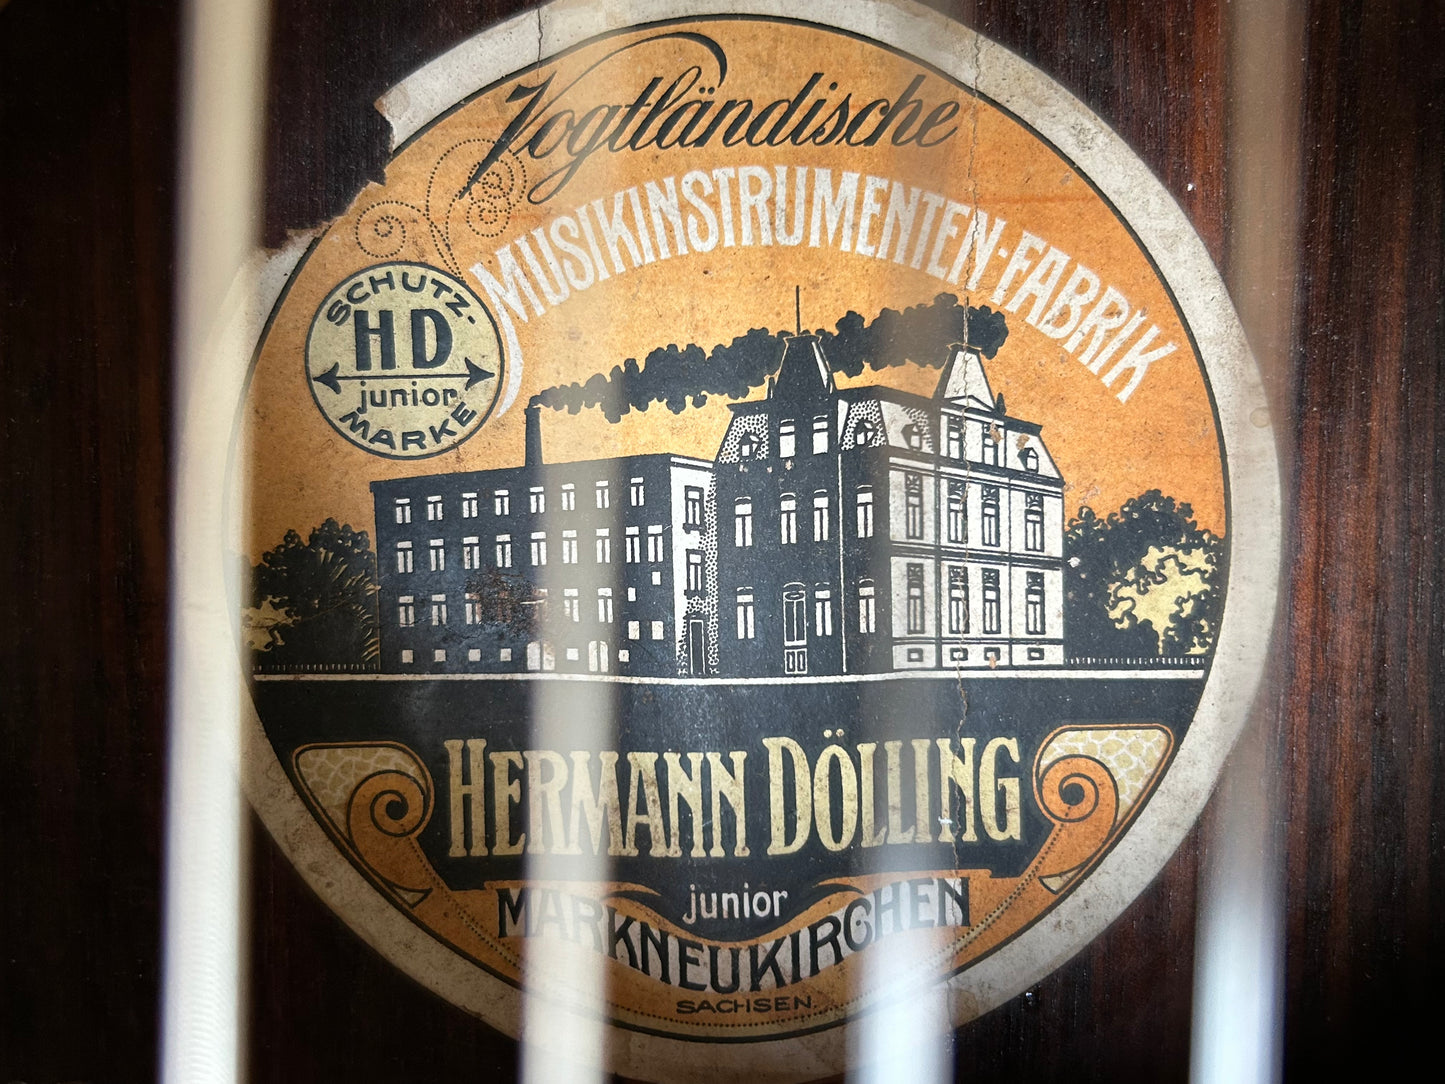 Vogtländische
MUSIKINSTRUMENTEN-FABRIK
SCHUTZ-
HD
junior
MARKE
HERMANN DÖLLING
junior
MARKNEUKIRCHEN
SACHSEN.